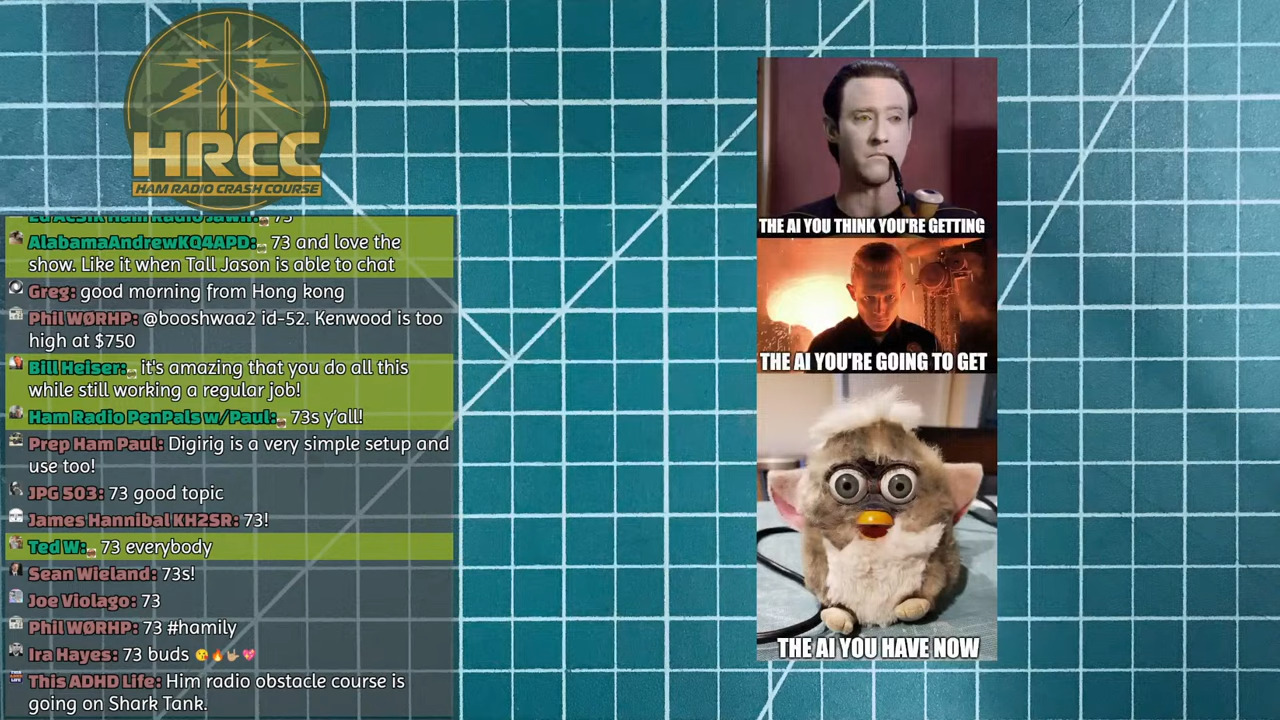 HRCC
HAM RADIO CRASH COURSE
Ed AC5IK Ham Radio Jawn: 73
AlabamaAndrewKQ4APD: 73 and love the
show. Like it when Tall Jason is able to chat
Greg: good morning from Hong kong
Phil WØRHP: @booshwaa2 id-52. Kenwood is too
high at $750
Bill Heiser: it's amazing that you do all this
while still working a regular job!
Ham Radio PenPals w/Paul: 73s y'all!
Prep Ham Paul: Digirig is a very simple setup and
use too!
JPG 503: 73 good topic
James Hannibal KH2SR: 73!
Ted W: 73 everybody
Sean Wieland: 73s!
Joe Violago: 73
Phil WØRHP: 73 #hamily
Ira Hayes: 73 buds 😘🔥🤟💖
This ADHD Life: Him radio obstacle course is
going on Shark Tank.
THE AI YOU THINK YOU'RE GETTING
THE AI YOU'RE GOING TO GET
THE AI YOU HAVE NOW